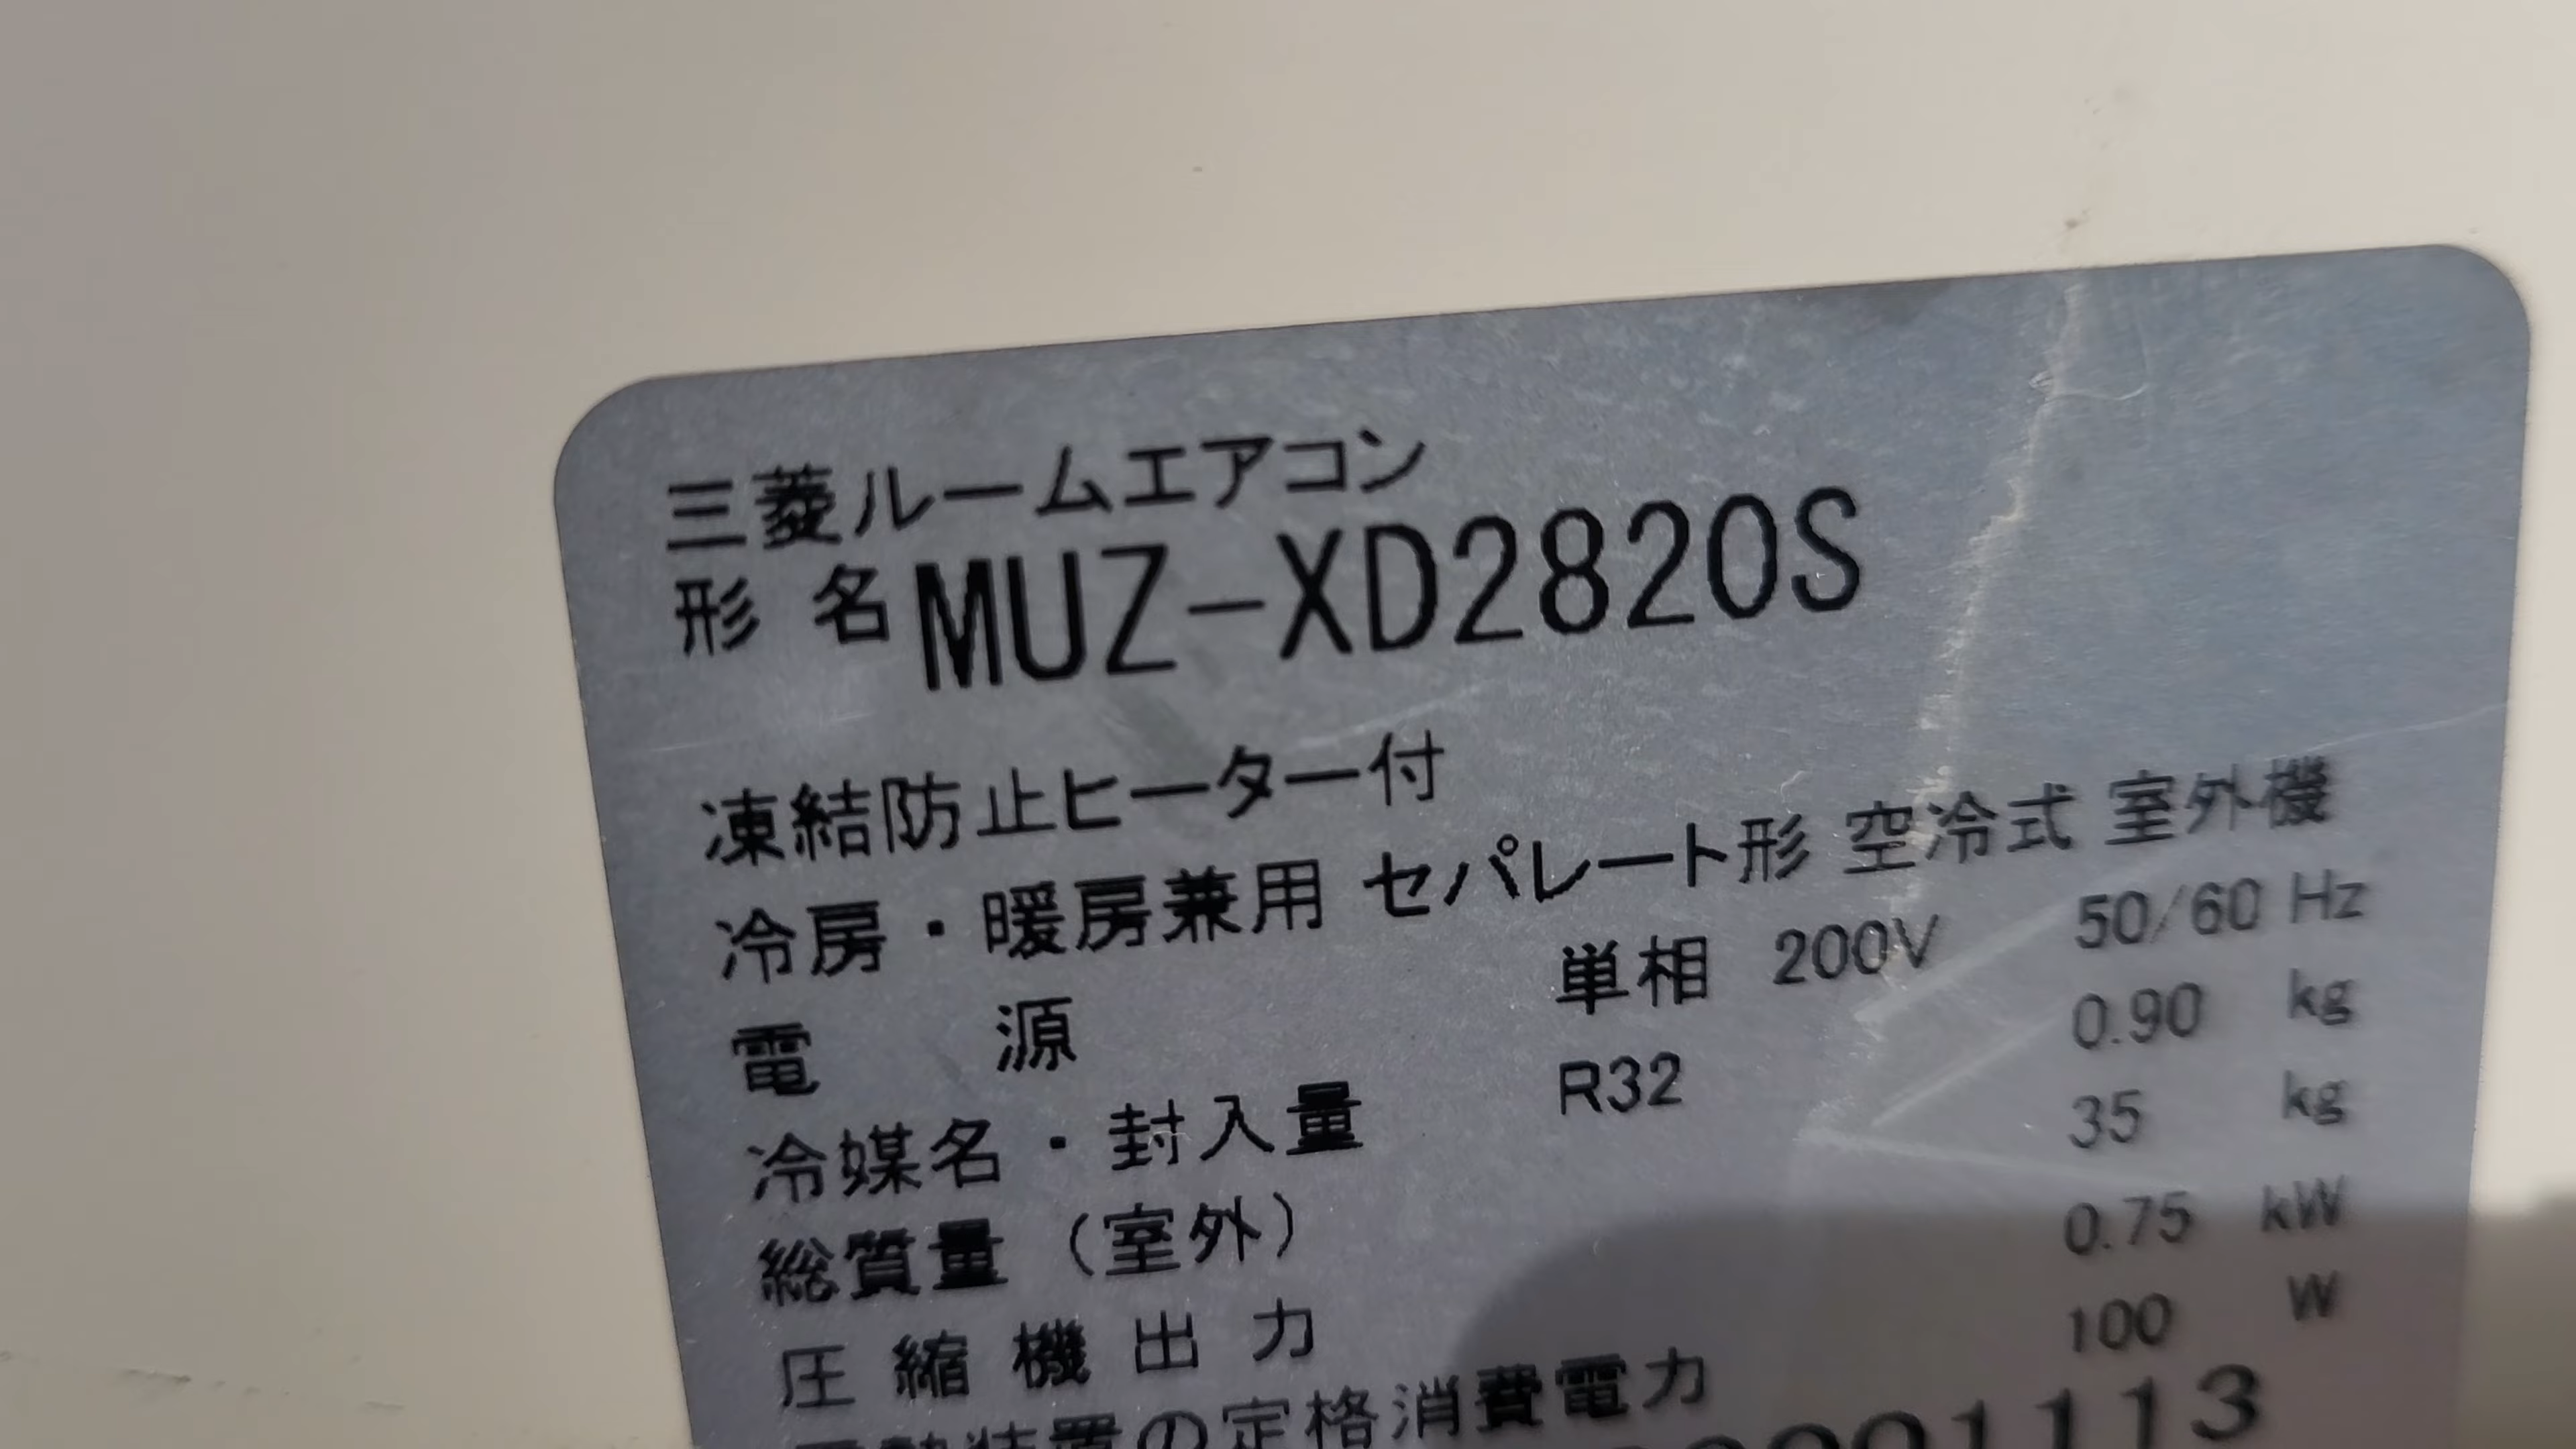 三菱ルームエアコン
形 名 MUZ-XD2820S
凍結防止ヒーター付
冷房・暖房兼用 セパレート形 空冷式 室外機
電 源 単相 200V 50/60 Hz
冷媒名・封入量 R32 0.90 kg
総質量(室外) 35 kg
圧縮機出力 0.75 kW
電熱装置の定格消費電力 100 W